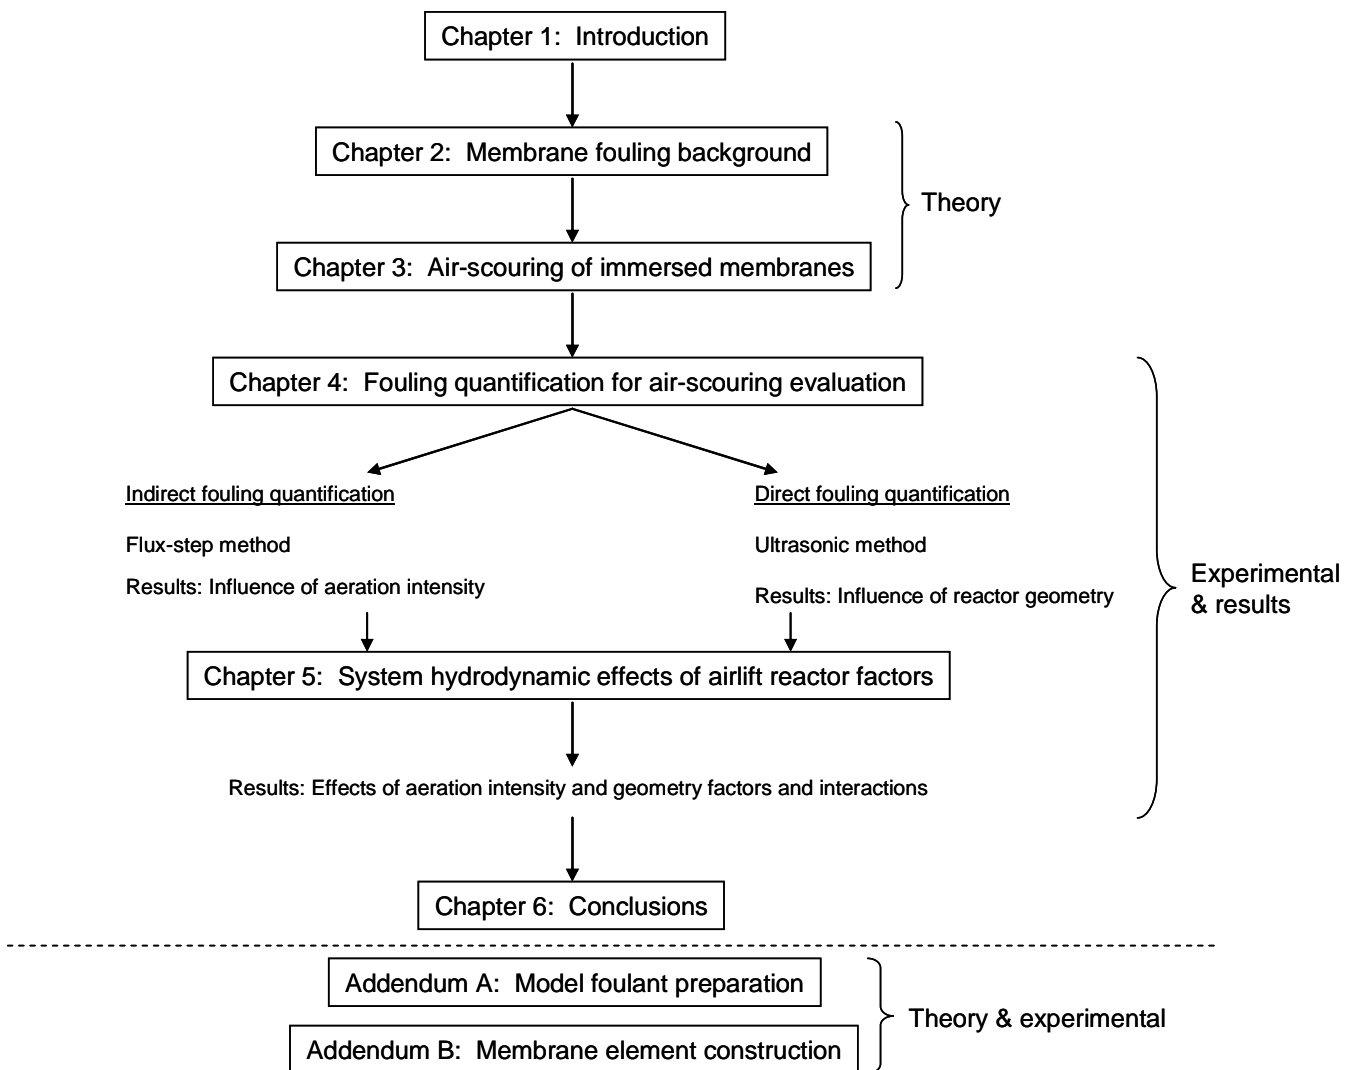 Chapter 1: Introduction
Chapter 2: Membrane fouling background
Theory
Chapter 3: Air-scouring of immersed membranes
Chapter 4: Fouling quantification for air-scouring evaluation
Indirect fouling quantification
Flux-step method
Results: Influence of aeration intensity
Direct fouling quantification
Ultrasonic method
Results: Influence of reactor geometry
Experimental
& results
Chapter 5: System hydrodynamic effects of airlift reactor factors
Results: Effects of aeration intensity and geometry factors and interactions
Chapter 6: Conclusions
Addendum A: Model foulant preparation
Theory & experimental
Addendum B: Membrane element construction